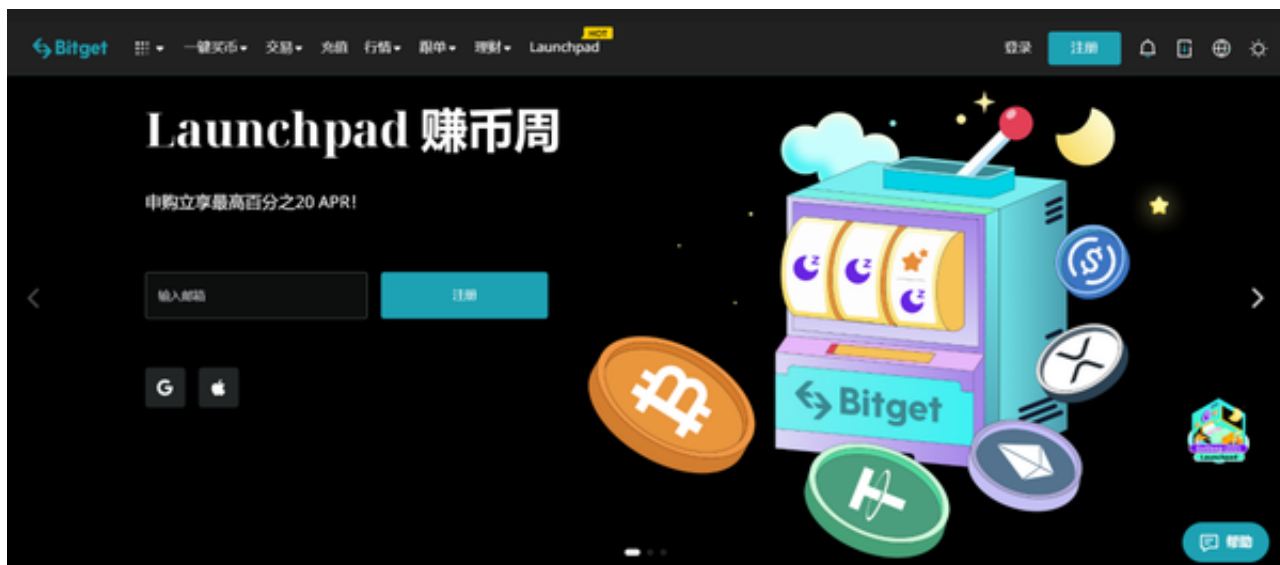 Bitget
一键买币
交易
充值
行情
跟单
理财
Launchpad
HOT
登录
注册
Launchpad 赚币周
申购立享最高百分之20 APR!
输入邮箱
注册
G
Bitget
Launchpad
帮助